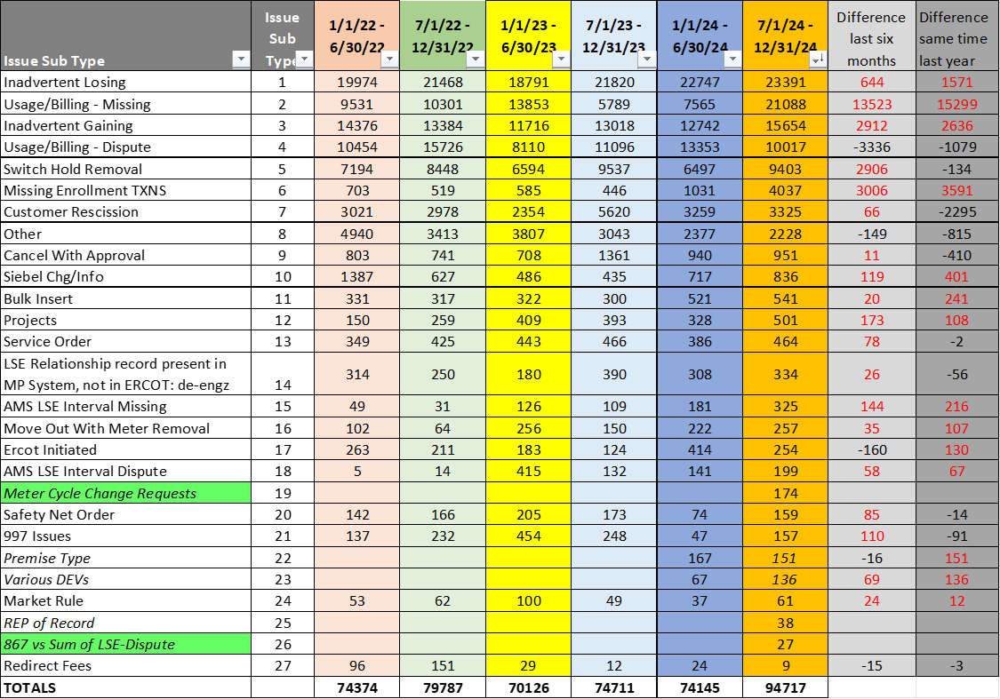 Issue Sub Type | Issue Sub Type | 1/1/22 - 6/30/22 | 7/1/22 - 12/31/22 | 1/1/23 - 6/30/23 | 7/1/23 - 12/31/23 | 1/1/24 - 6/30/24 | 7/1/24 - 12/31/24 | Difference last six months | Difference same time last year
Inadvertent Losing 1 19974 21468 18791 21820 22747 23391 644 1571
Usage/Billing - Missing 2 9531 10301 13853 5789 7565 21088 13523 15299
Inadvertent Gaining 3 14376 13384 11716 13018 12742 15654 2912 2636
Usage/Billing - Dispute 4 10454 15726 8110 11096 13353 10017 -3336 -1079
Switch Hold Removal 5 7194 8448 6594 9537 6497 9403 2906 -134
Missing Enrollment TXNS 6 703 519 585 446 1031 4037 3006 3591
Customer Rescission 7 3021 2978 2354 5620 3259 3325 66 -2295
Other 8 4940 3413 3807 3043 2377 2228 -149 -815
Cancel With Approval 9 803 741 708 1361 940 951 11 -410
Siebel Chg/Info 10 1387 627 486 435 717 836 119 401
Bulk Insert 11 331 317 322 300 521 541 20 241
Projects 12 150 259 409 393 328 501 173 108
Service Order 13 349 425 443 466 386 464 78 -2
LSE Relationship record present in
MP System, not in ERCOT: de-engz 14 314 250 180 390 308 334 26 -56
AMS LSE Interval Missing 15 49 31 126 109 181 325 144 216
Move Out With Meter Removal 16 102 64 256 150 222 257 35 107
Ercot Initiated 17 263 211 183 124 414 254 -160 130
AMS LSE Interval Dispute 18 5 14 415 132 141 199 58 67
Meter Cycle Change Requests 19 174
Safety Net Order 20 142 166 205 173 74 159 85 -14
997 Issues 21 137 232 454 248 47 157 110 -91
Premise Type 22 167 151 -16 151
Various DEVs 23 67 136 69 136
Market Rule 24 53 62 100 49 37 61 24 12
REP of Record 25 38
867 vs Sum of LSE-Dispute 26 27
Redirect Fees 27 96 151 29 12 24 9 -15 -3
TOTALS 74374 79787 70126 74711 74145 94717